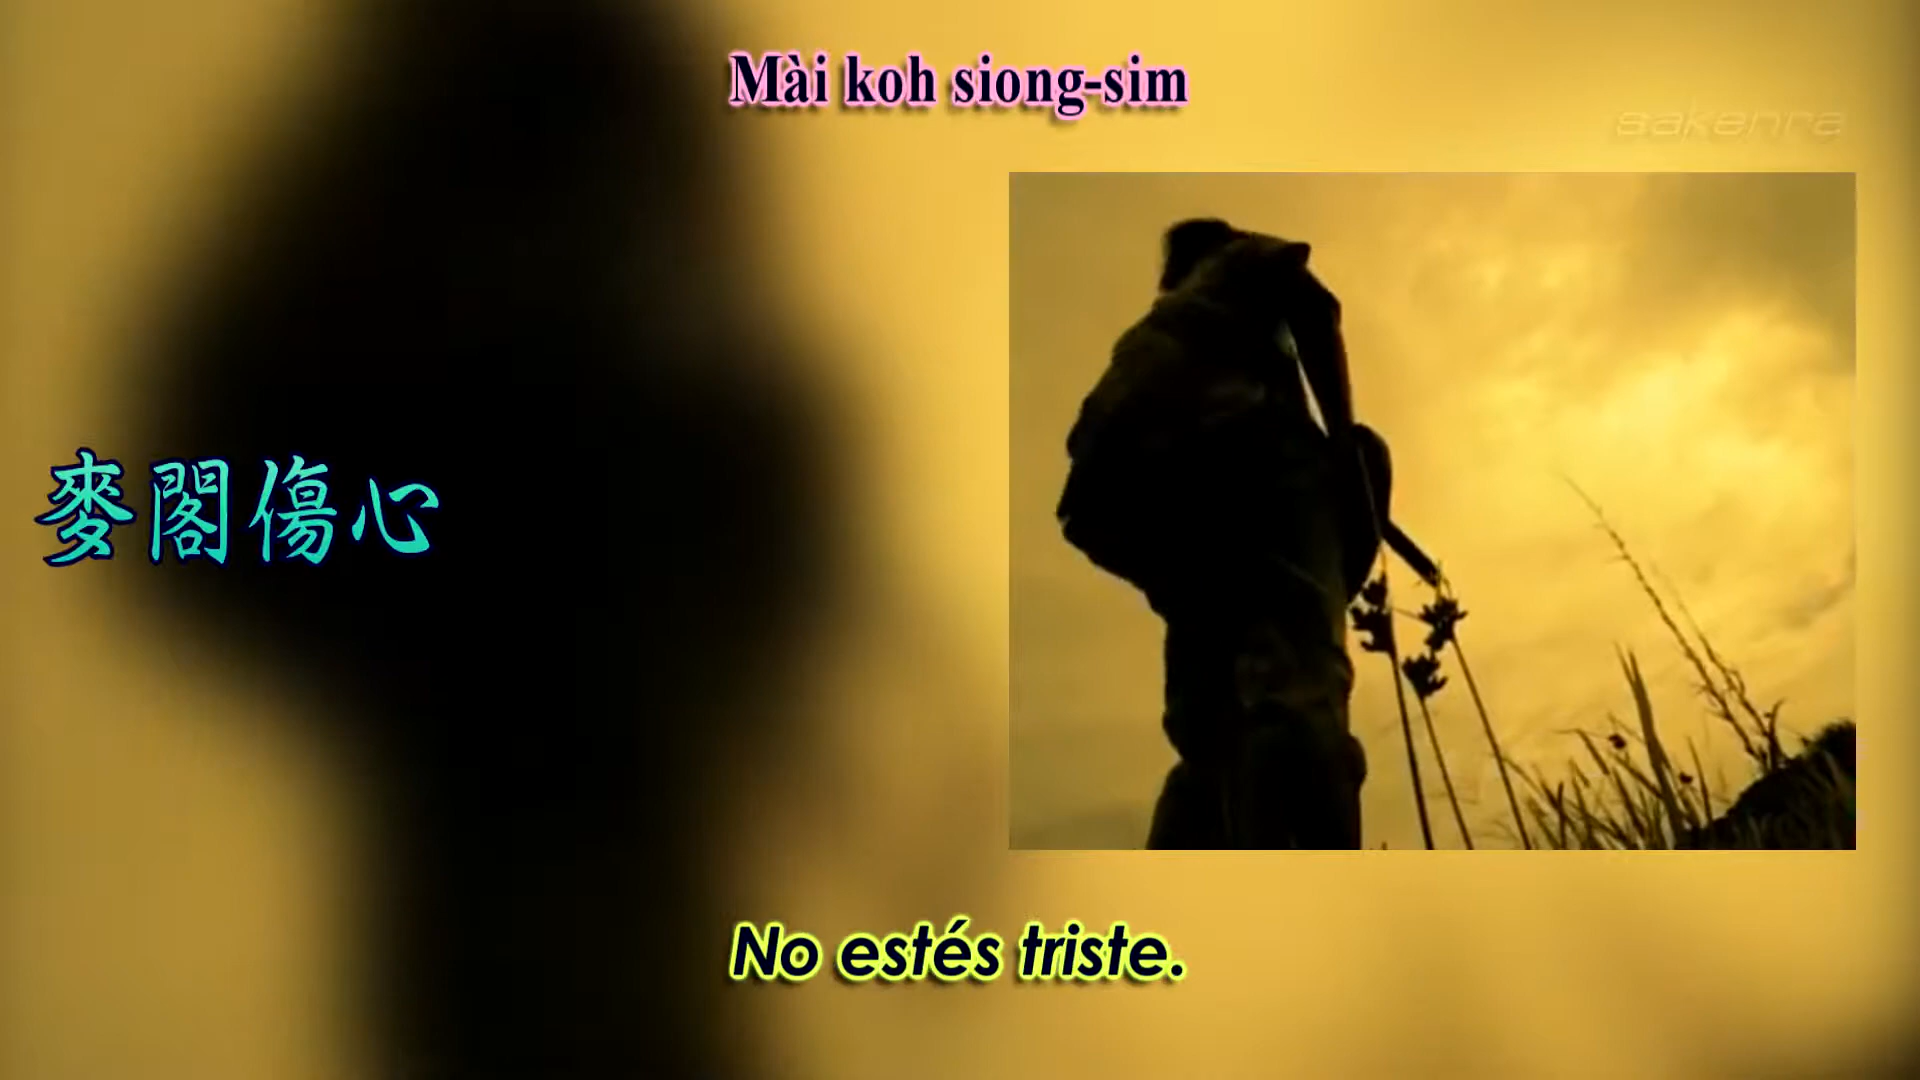 Mài koh siong-sim
sakenra
麥閣傷心
No estés triste.